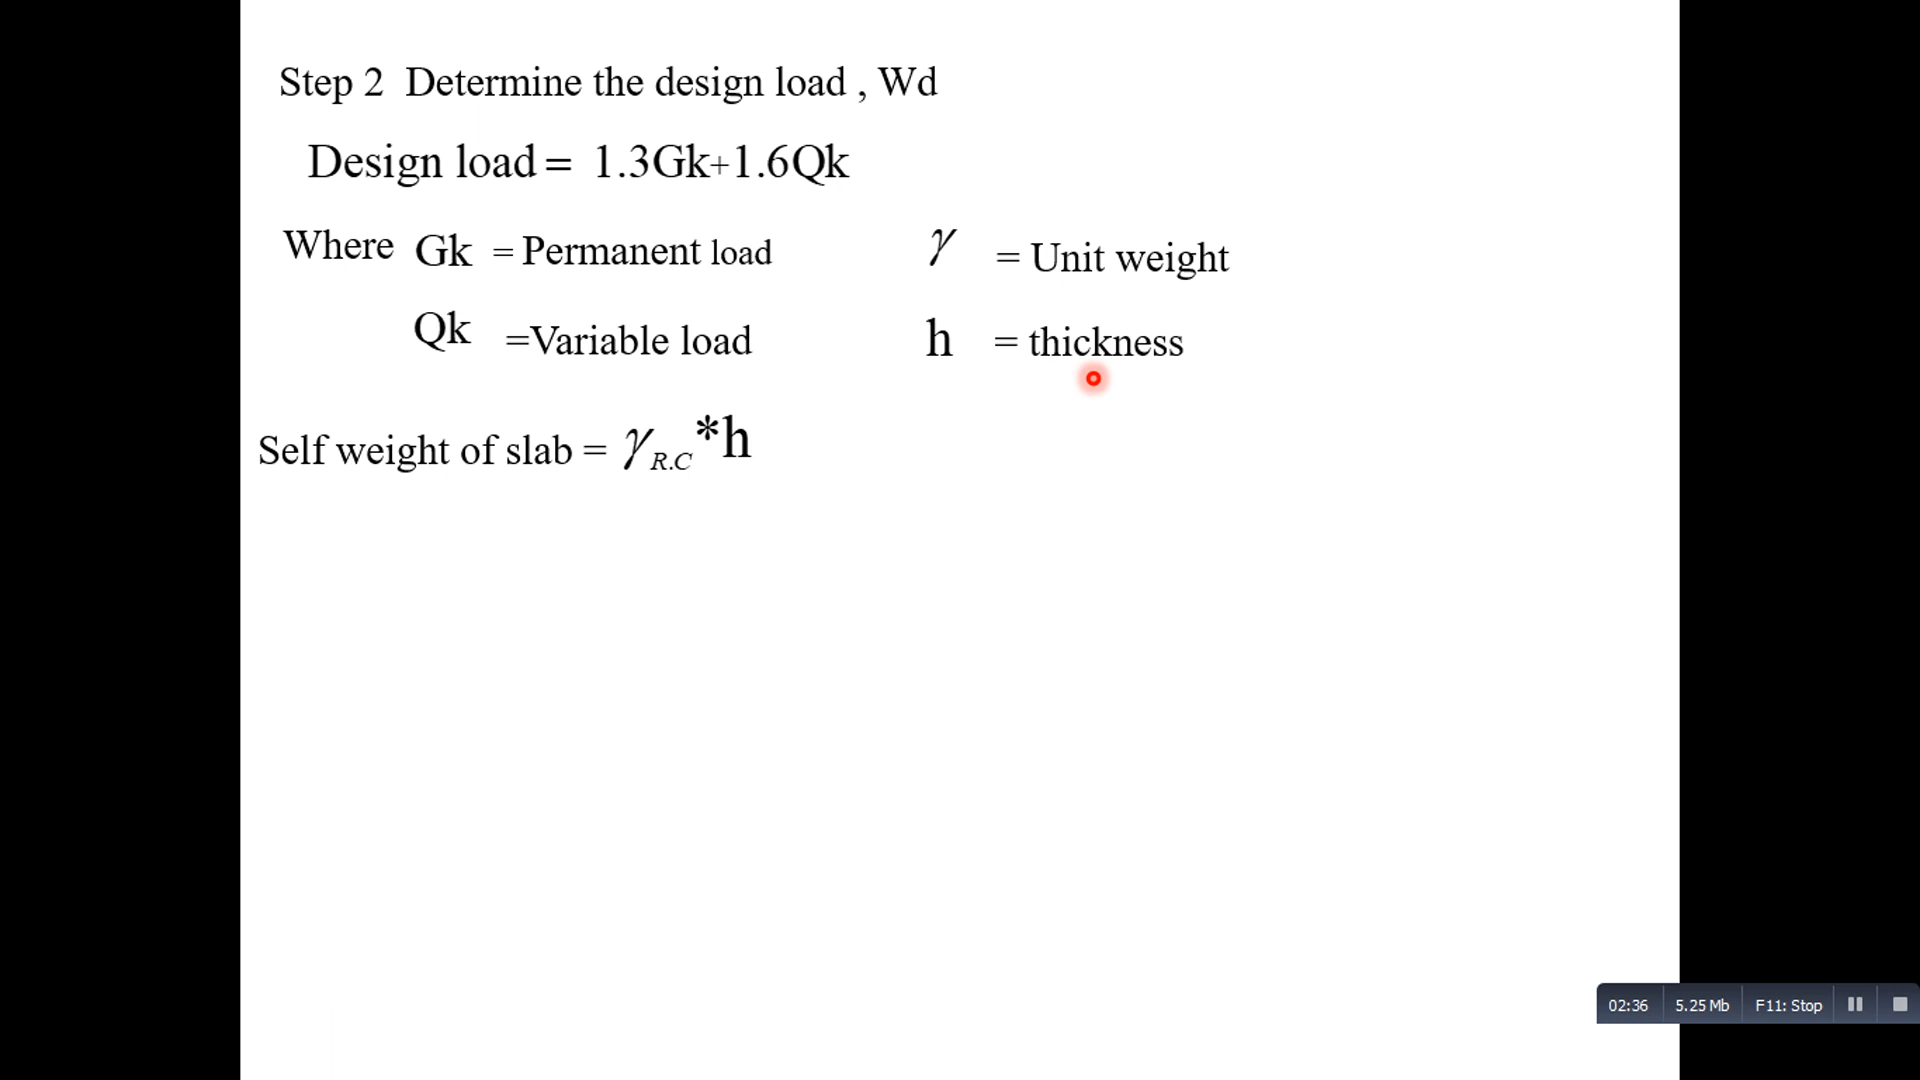 Step 2 Determine the design load , Wd
Design load = 1.3Gk+1.6Qk
Where Gk = Permanent load
γ = Unit weight
Qk =Variable load
h = thickness
Self weight of slab = γR.C*h
02:36 5.25 Mb F11: Stop